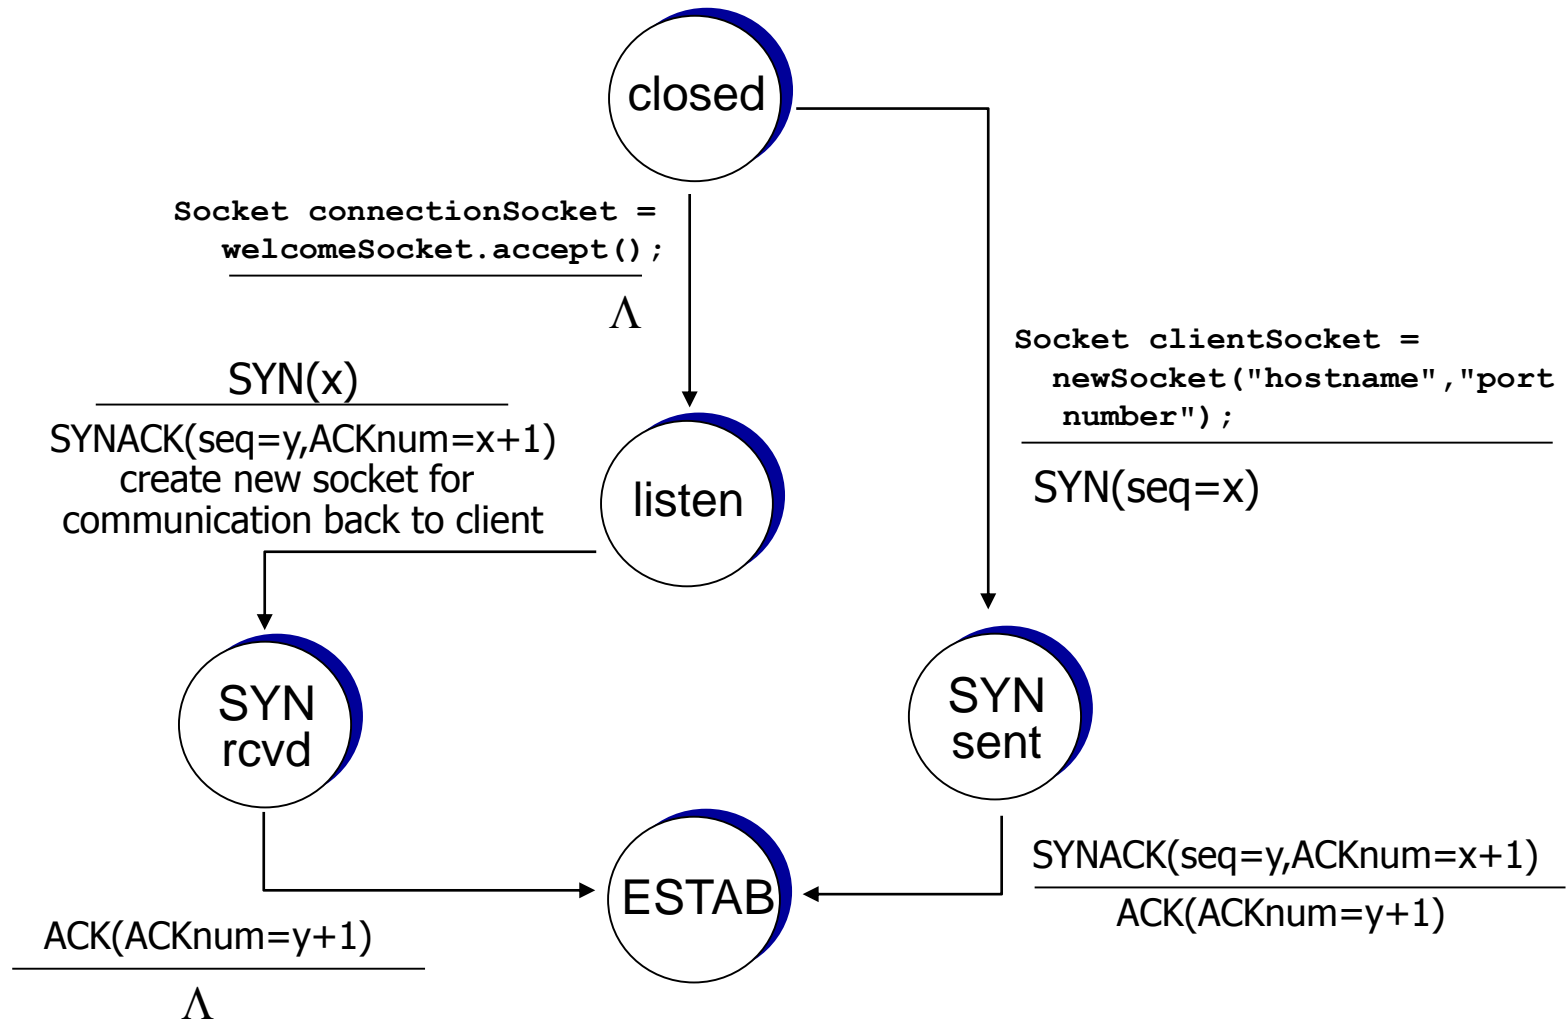 closed
Socket connectionSocket =
welcomeSocket.accept();
Λ
Socket clientSocket =
newSocket("hostname","port
number");
SYN(seq=x)
SYN(x)
SYNACK(seq=y,ACKnum=x+1)
create new socket for
communication back to client
listen
SYN
rcvd
SYN
sent
ESTAB
SYNACK(seq=y,ACKnum=x+1)
ACK(ACKnum=y+1)
ACK(ACKnum=y+1)
Λ